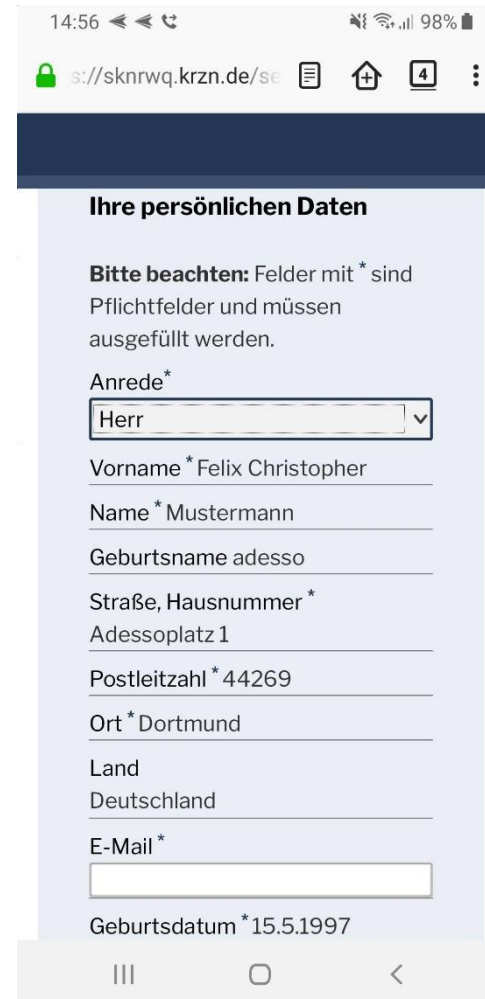 14:56 98%
s://sknrwq.krzn.de/se 4
Ihre persönlichen Daten
Bitte beachten: Felder mit * sind
Pflichtfelder und müssen
ausgefüllt werden.
Anrede*
Herr
Vorname * Felix Christopher
Name * Mustermann
Geburtsname adesso
Straße, Hausnummer *
Adessoplatz 1
Postleitzahl * 44269
Ort * Dortmund
Land
Deutschland
E-Mail *
Geburtsdatum * 15.5.1997